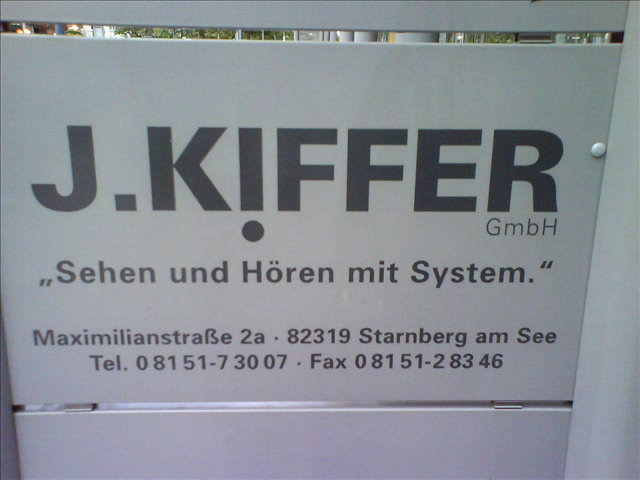 J.KIFFER
GmbH
„Sehen und Hören mit System.“
Maximilianstraße 2a · 82319 Starnberg am See
Tel. 0 81 51-7 30 07 · Fax 0 81 51-2 83 46